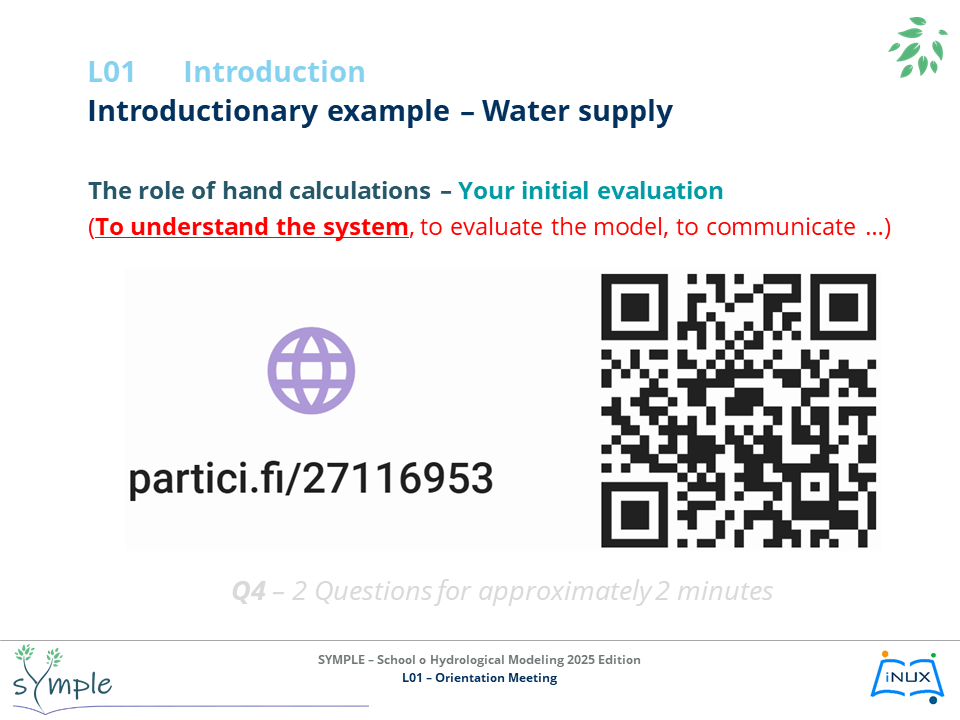 L01 Introduction
Introductionary example – Water supply
The role of hand calculations – Your initial evaluation
(To understand the system, to evaluate the model, to communicate ...)
partici.fi/27116953
Q4 – 2 Questions for approximately 2 minutes
SYMPLE – School o Hydrological Modeling 2025 Edition
L01 – Orientation Meeting
sYmple
iNUX